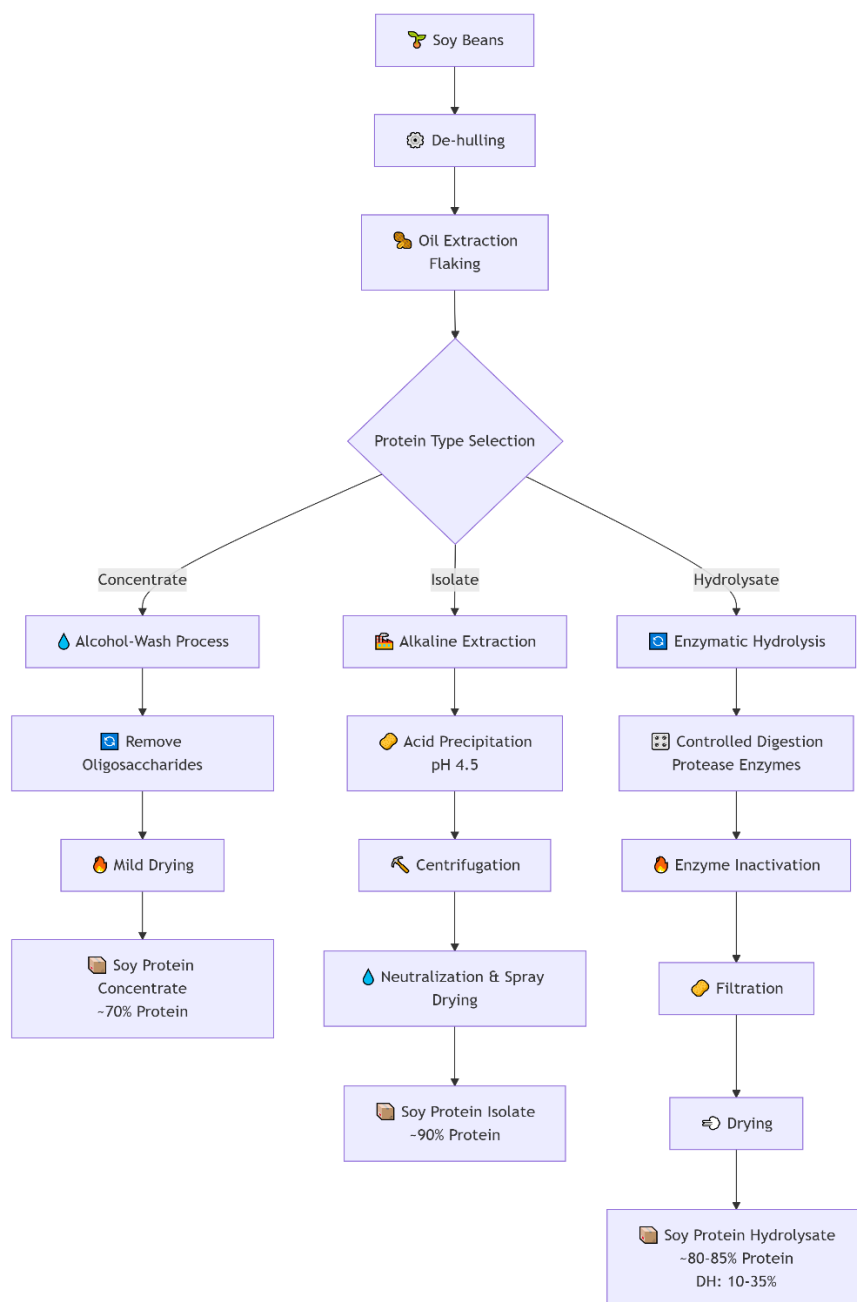 Soy Beans
De-hulling
Oil Extraction
Flaking
Protein Type Selection
Concentrate
Isolate
Hydrolysate
Alcohol-Wash Process
Alkaline Extraction
Enzymatic Hydrolysis
Remove
Oligosaccharides
Acid Precipitation
pH 4.5
Controlled Digestion
Protease Enzymes
Mild Drying
Centrifugation
Enzyme Inactivation
Soy Protein
Concentrate
~70% Protein
Neutralization & Spray
Drying
Filtration
Soy Protein Isolate
~90% Protein
Drying
Soy Protein Hydrolysate
~80-85% Protein
DH: 10-35%